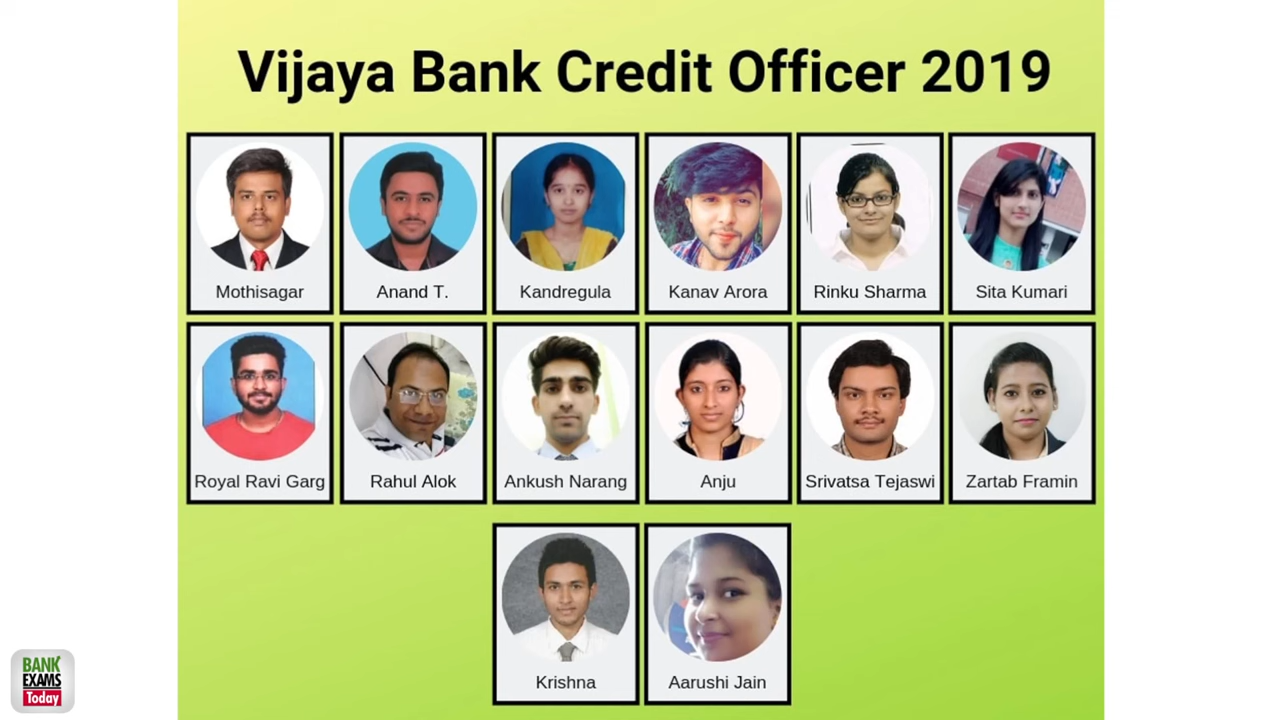 Vijaya Bank Credit Officer 2019
Mothisagar
Anand T.
Kandregula
Kanav Arora
Rinku Sharma
Sita Kumari
Royal Ravi Garg
Rahul Alok
Ankush Narang
Anju
Srivatsa Tejaswi
Zartab Framin
Krishna
Aarushi Jain
BANK
EXAMS
Today